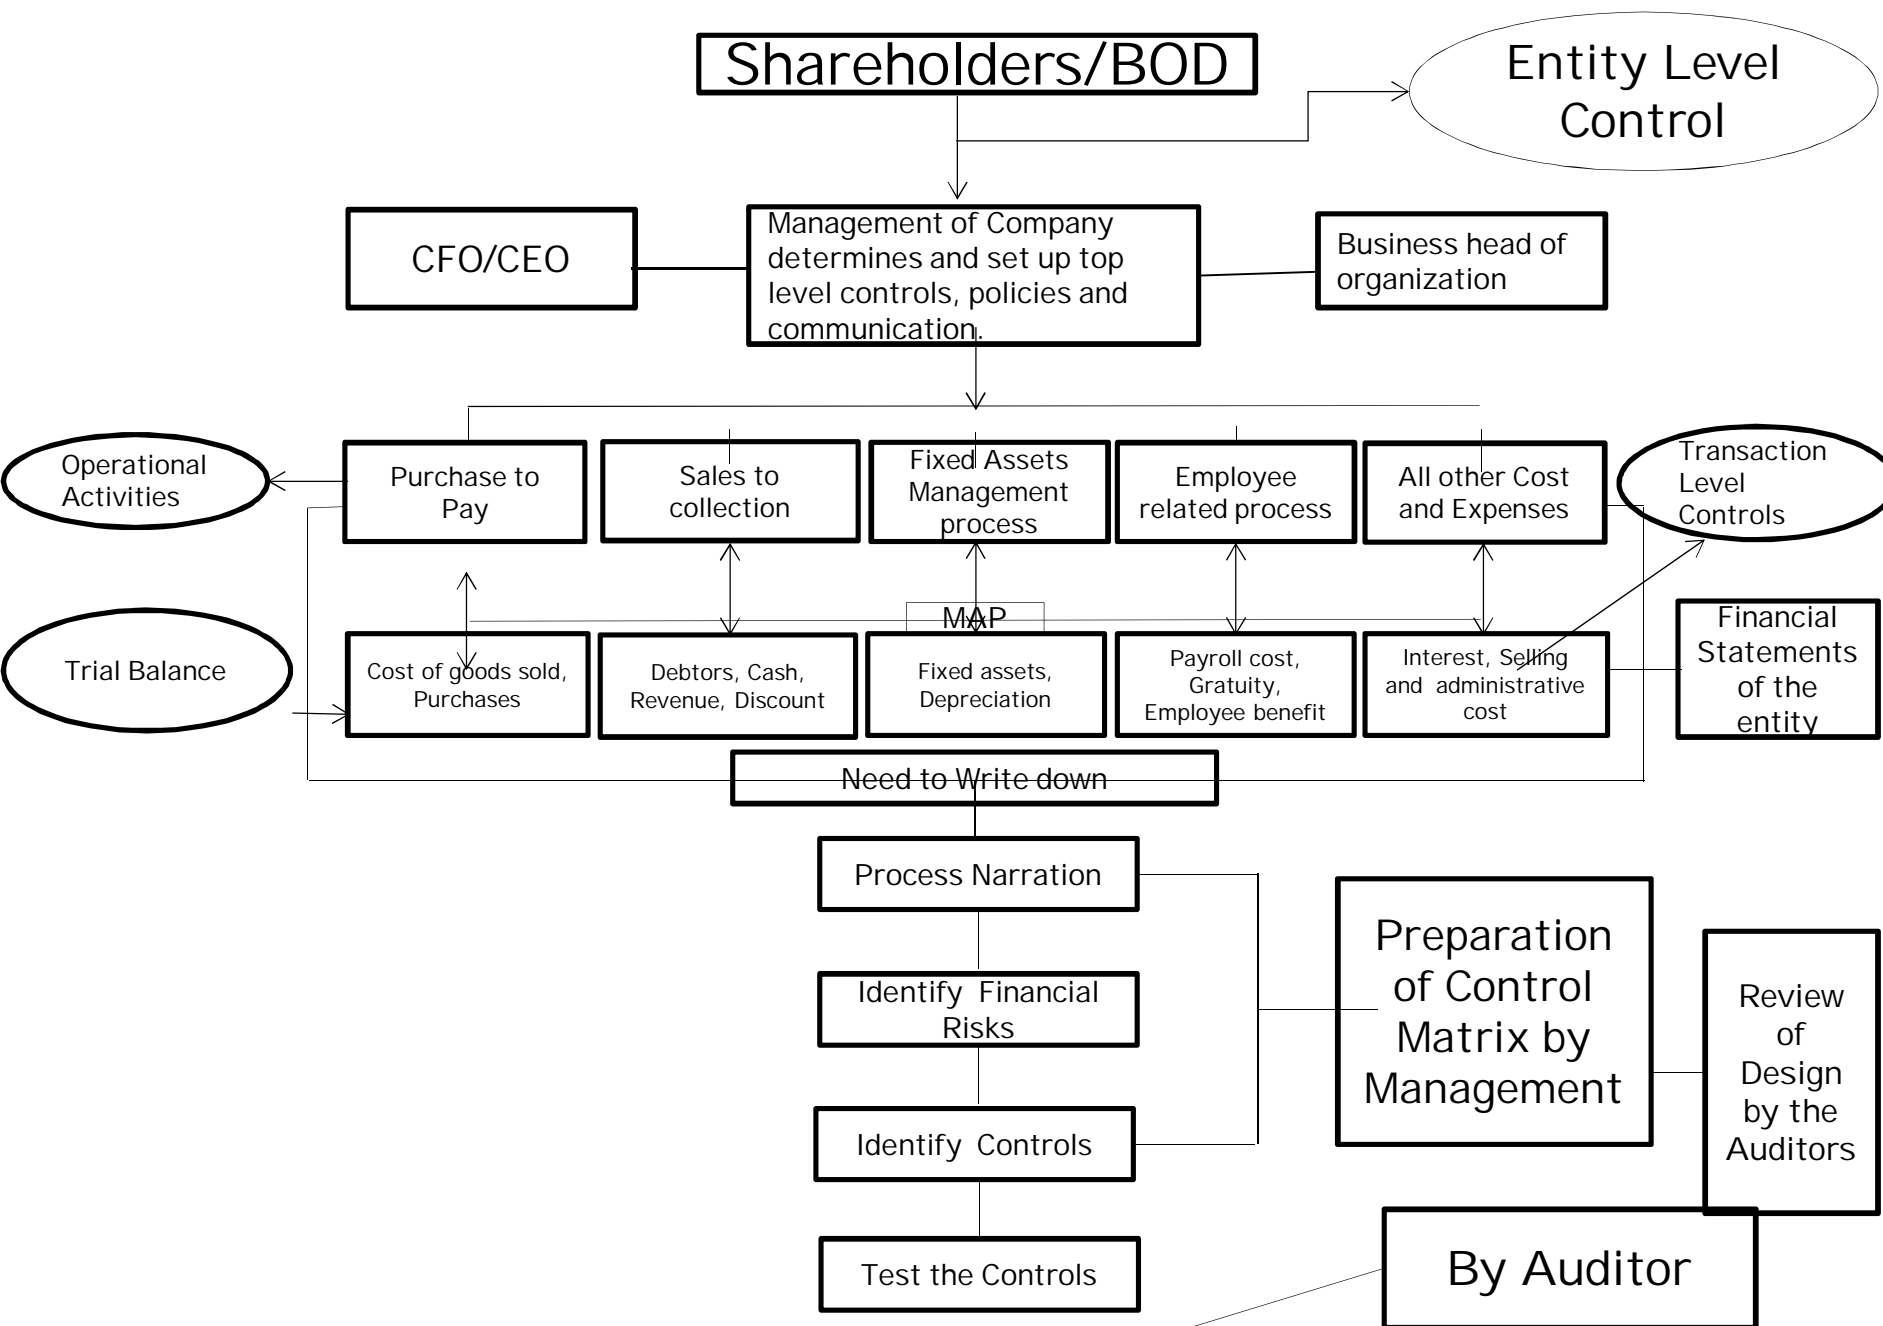 Shareholders/BOD
Entity Level
Control
CFO/CEO
Management of Company
determines and set up top
level controls, policies and
communication.
Business head of
organization
Operational
Activities
Purchase to
Pay
Sales to
collection
Fixed Assets
Management
process
Employee
related process
All other Cost
and Expenses
Transaction
Level
Controls
MAP
Trial Balance
Cost of goods sold,
Purchases
Debtors, Cash,
Revenue, Discount
Fixed assets,
Depreciation
Payroll cost,
Gratuity,
Employee benefit
Interest, Selling
and administrative
cost
Financial
Statements
of the
entity
Need to Write down
Process Narration
Identify Financial
Risks
Identify Controls
Test the Controls
Preparation
of Control
Matrix by
Management
Review
of
Design
by the
Auditors
By Auditor